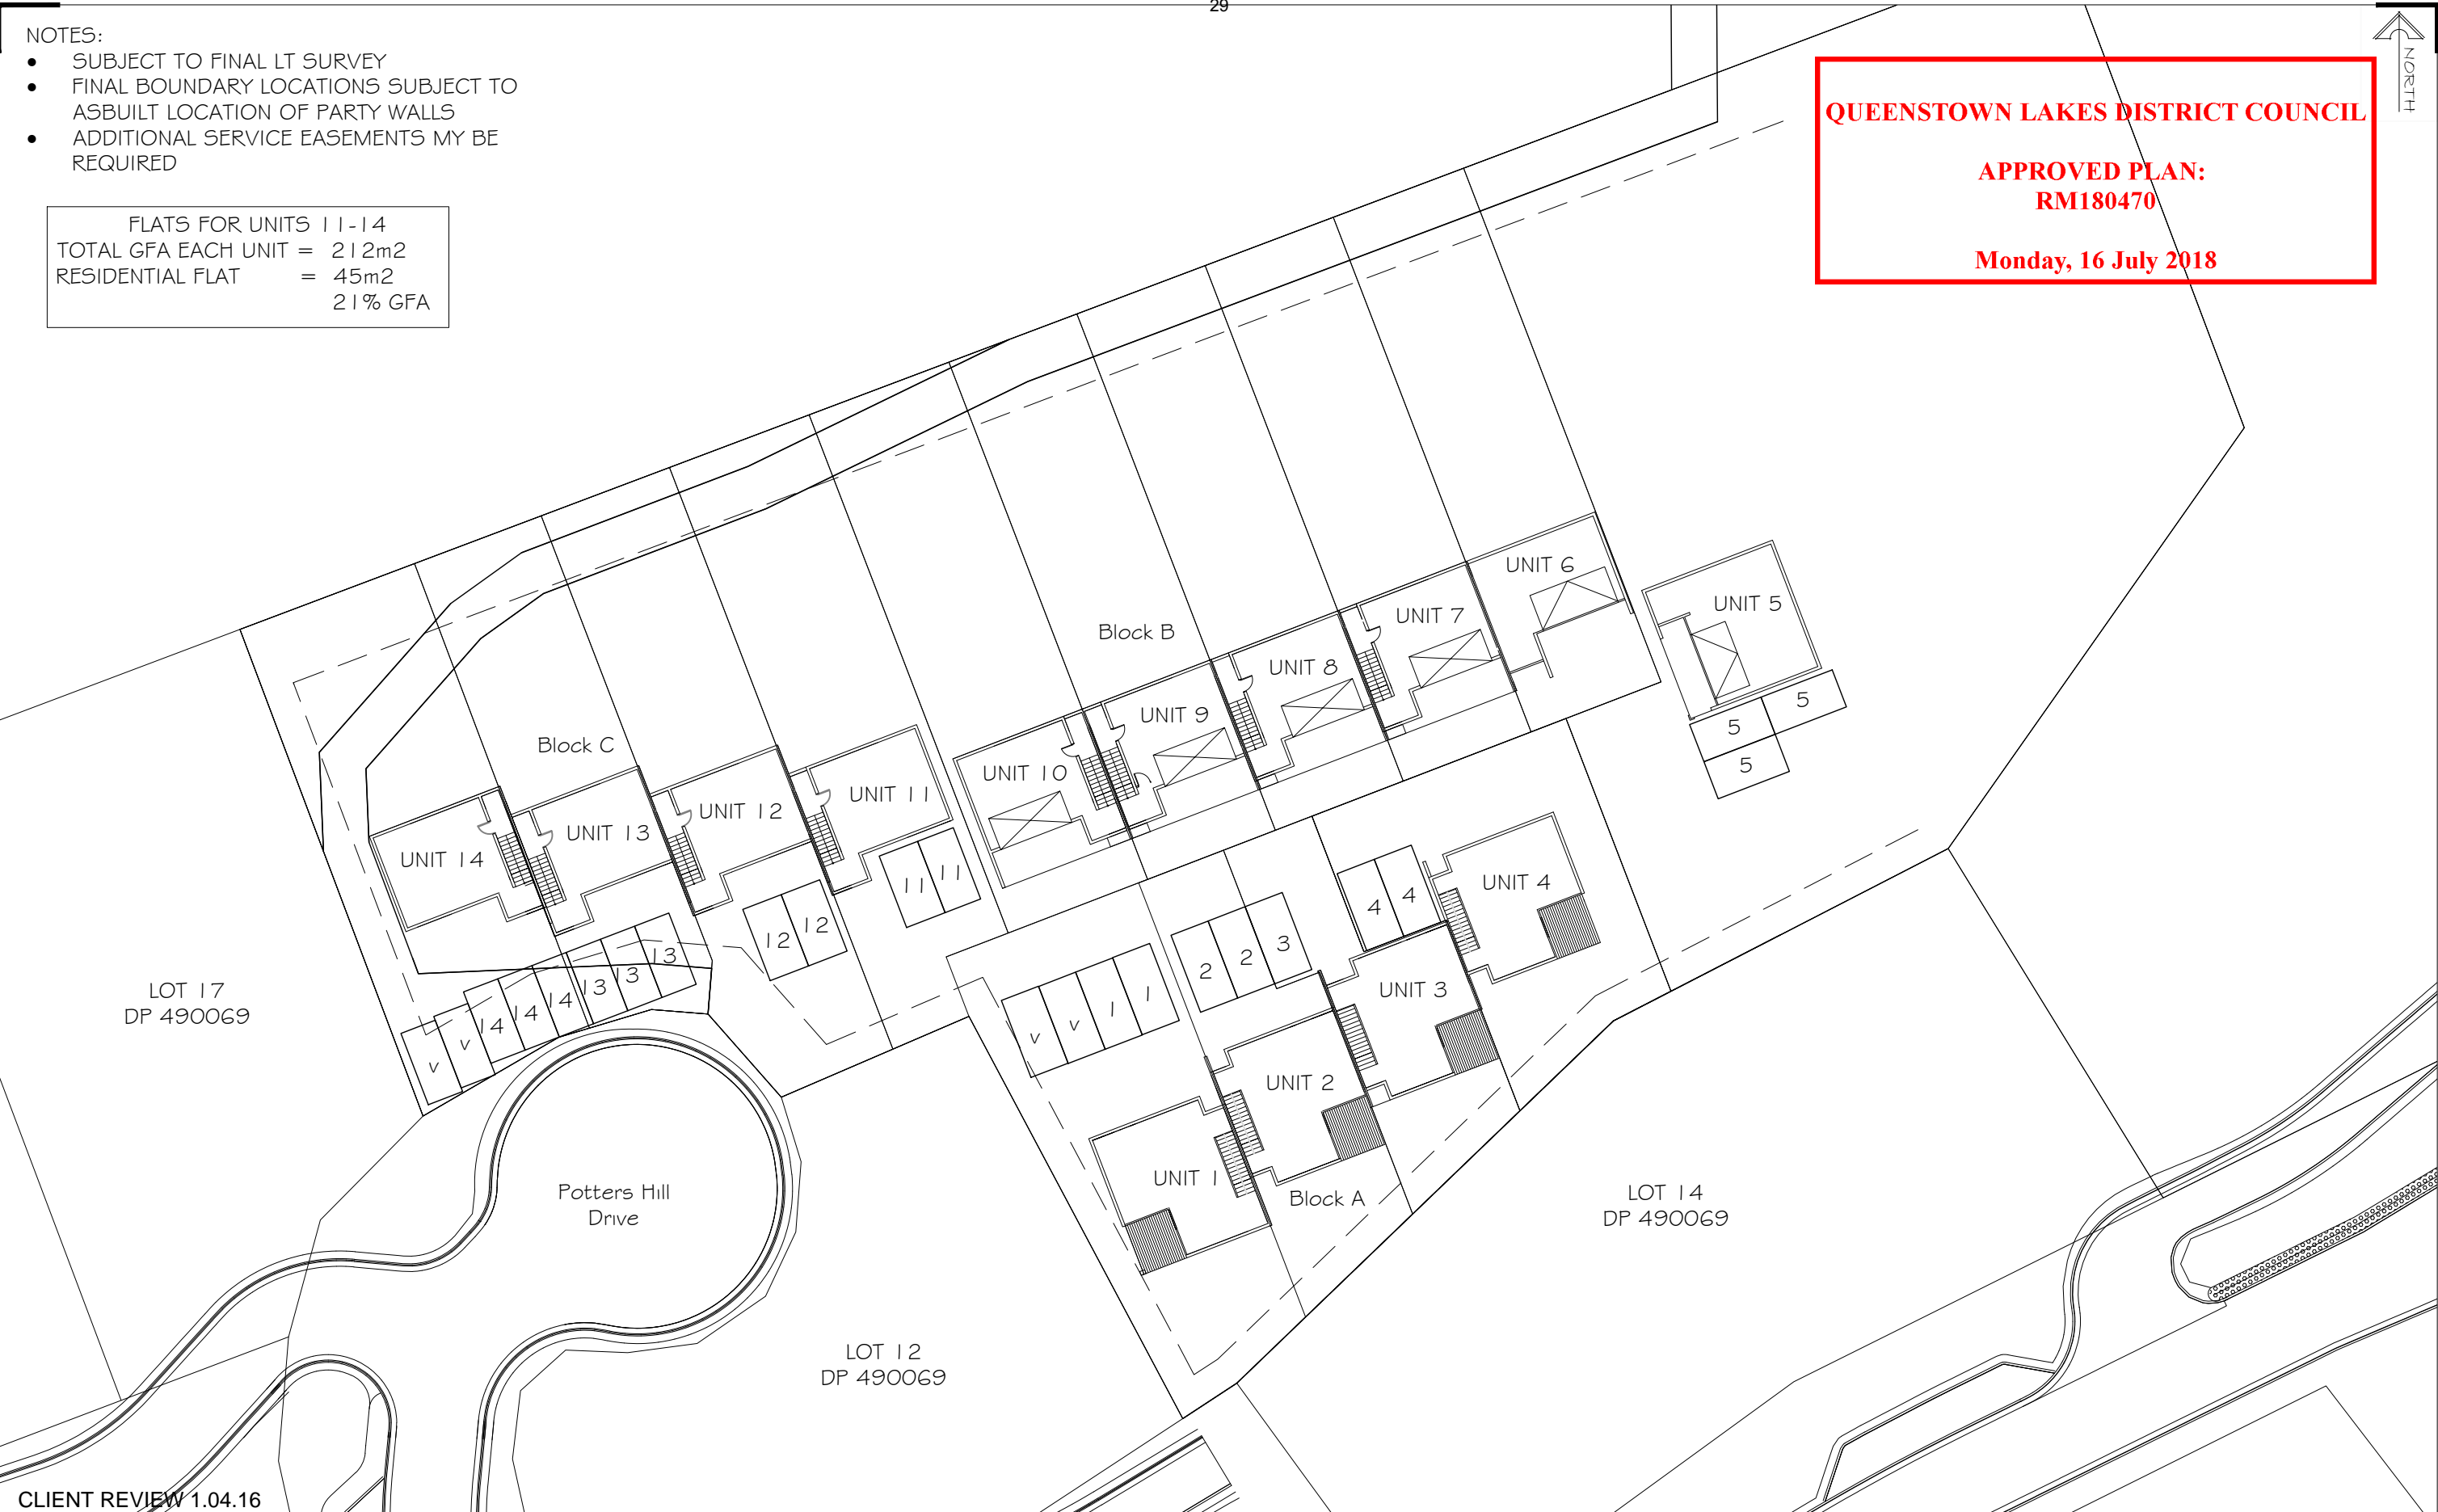 29
NOTES:
• SUBJECT TO FINAL LT SURVEY
• FINAL BOUNDARY LOCATIONS SUBJECT TO
ASBUILT LOCATION OF PARTY WALLS
• ADDITIONAL SERVICE EASEMENTS MY BE
REQUIRED
FLATS FOR UNITS 11-14
TOTAL GFA EACH UNIT = 212m2
RESIDENTIAL FLAT = 45m2
21% GFA
QUEENSTOWN LAKES DISTRICT COUNCIL
APPROVED PLAN:
RM180470
Monday, 16 July 2018
NORTH
UNIT 6
UNIT 5
UNIT 7
Block B
UNIT 8
UNIT 9
UNIT 10
5
5
5
Block C
UNIT 11
UNIT 12
UNIT 13
UNIT 14
11
11
12
12
13
13
13
14
14
14
v
v
UNIT 4
4
4
3
2
2
1
1
v
v
UNIT 3
UNIT 2
UNIT 1
Block A
LOT 17
DP 490069
Potters Hill
Drive
LOT 14
DP 490069
LOT 12
DP 490069
CLIENT REVIEW 1.04.16